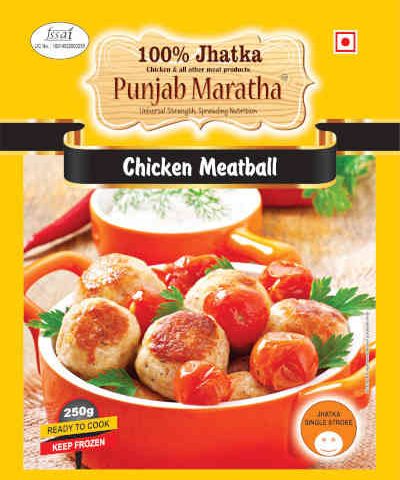 fssai
100% Jhatka
Chicken & all other meat products
Punjab Maratha
Universal Strength, Spreading Nutrition
Chicken Meatball
250g
READY TO COOK
KEEP FROZEN
JHATKA
SINGLE STROKE